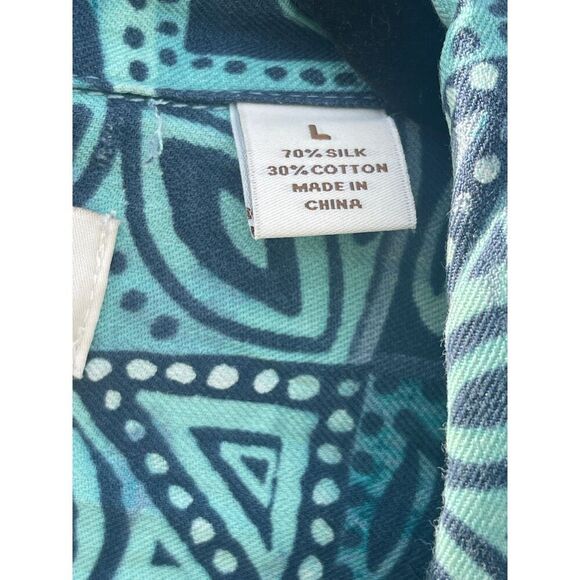 L
70% SILK
30% COTTON
MADE IN
CHINA